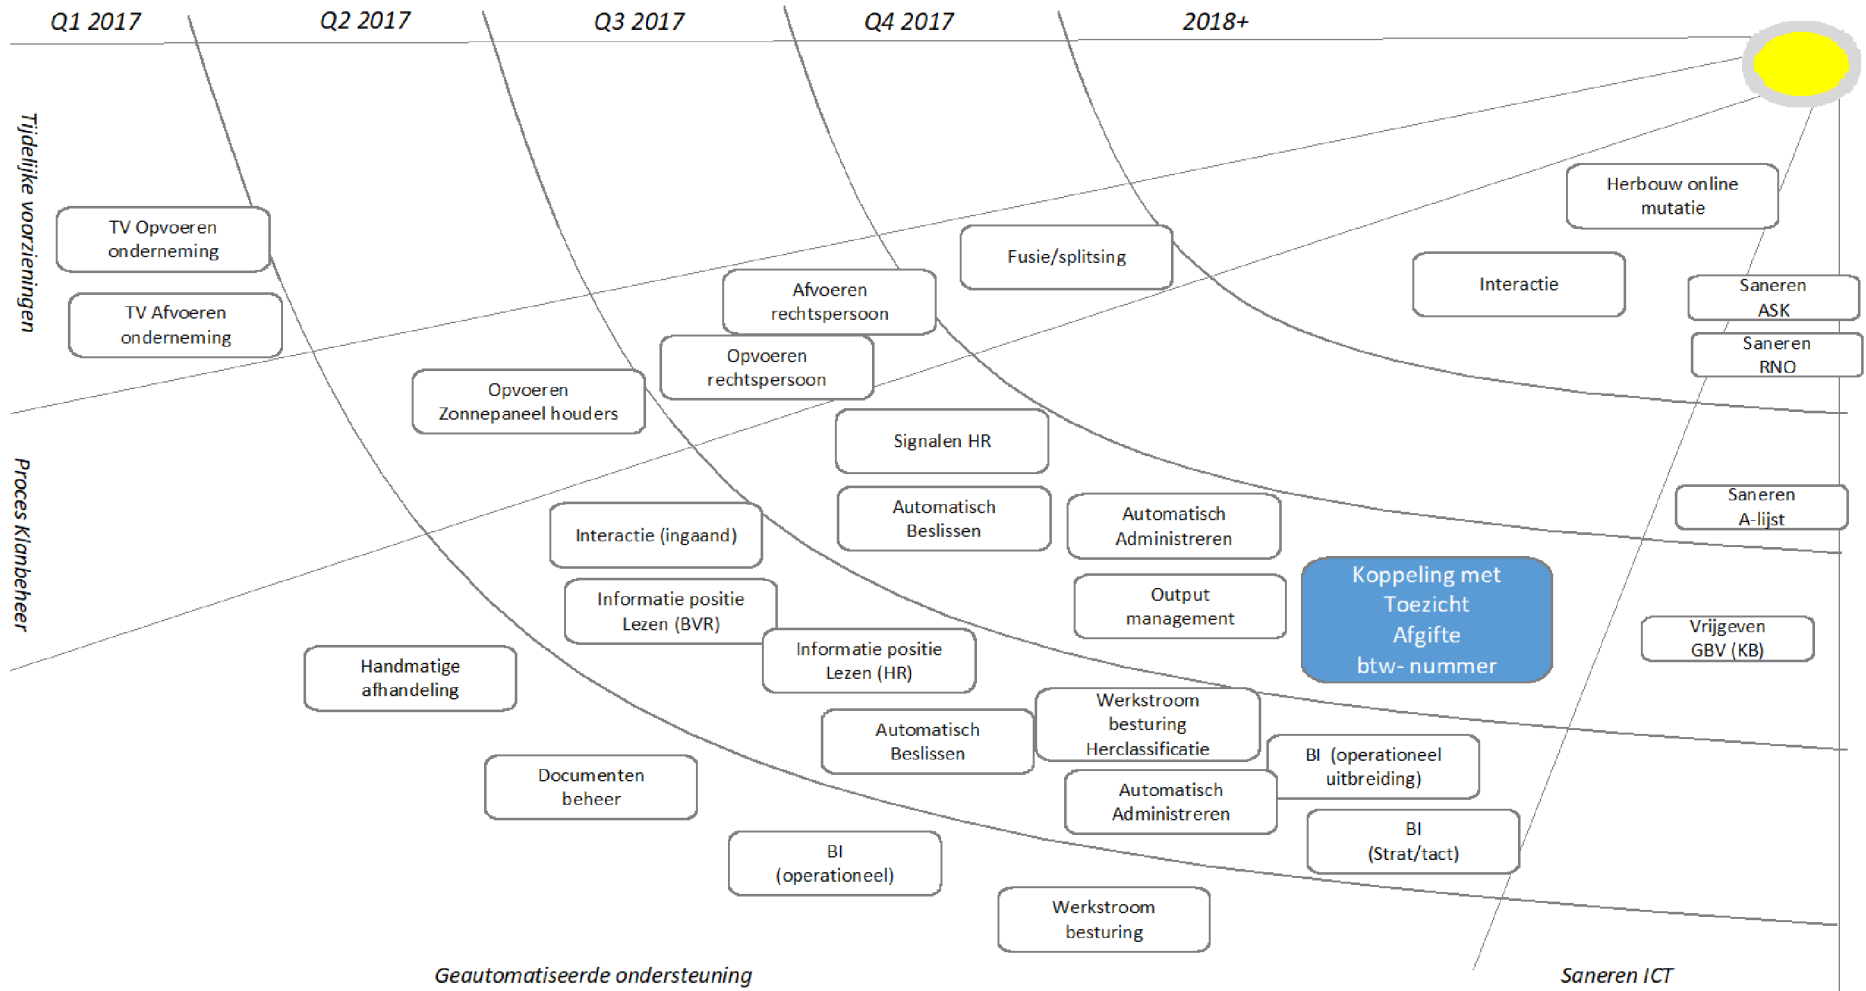 Q1 2017
Q2 2017
Q3 2017
Q4 2017
2018+
Tijdelijke voorzieningen
Proces Klanbeheer
TV Opvoeren
onderneming
TV Afvoeren
onderneming
Opvoeren
Zonnepaneel houders
Afvoeren
rechtspersoon
Opvoeren
rechtspersoon
Fusie/splitsing
Herbouw online
mutatie
Interactie
Saneren
ASK
Saneren
RNO
Signalen HR
Automatisch
Beslissen
Automatisch
Administreren
Saneren
A-lijst
Interactie (ingaand)
Informatie positie
Lezen (BVR)
Output
management
Koppeling met
Toezicht
Afgifte
btw- nummer
Vrijgeven
GBV (KB)
Informatie positie
Lezen (HR)
Handmatige
afhandeling
Automatisch
Beslissen
Werkstroom
besturing
Herclassificatie
BI (operationeel
uitbreiding)
Documenten
beheer
Automatisch
Administreren
BI
(Strat/tact)
BI
(operationeel)
Werkstroom
besturing
Geautomatiseerde ondersteuning
Saneren ICT